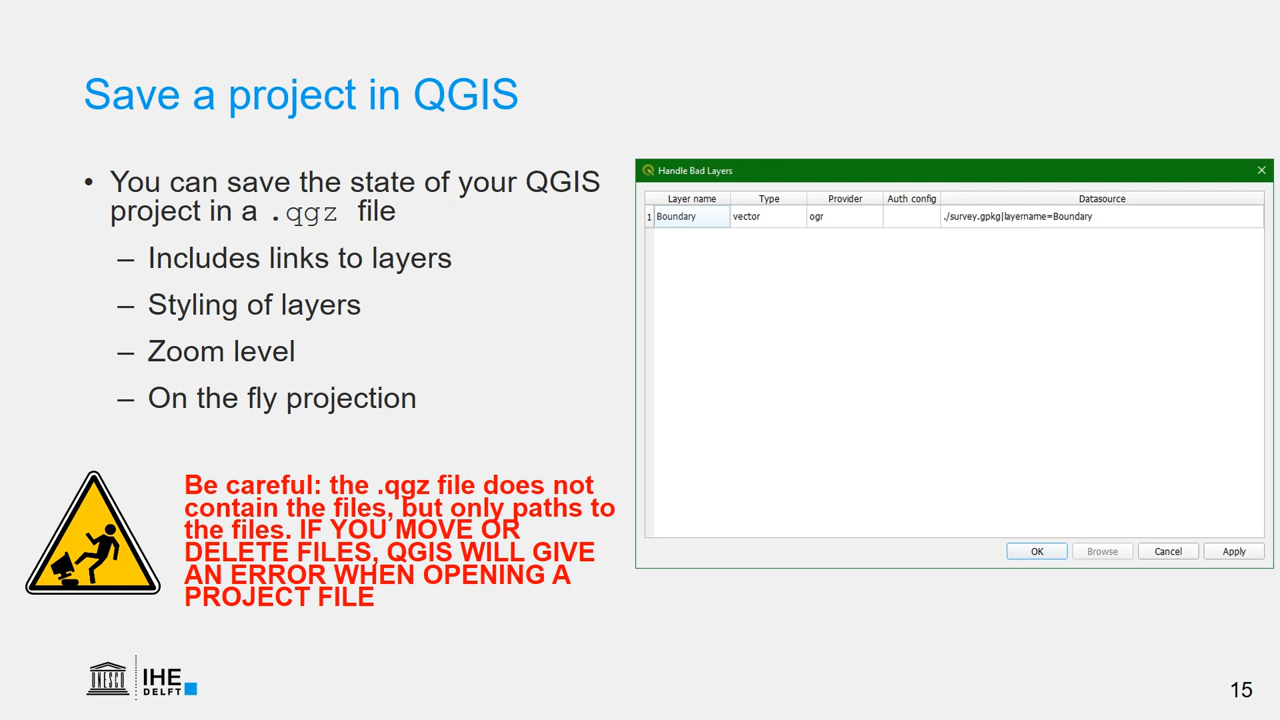 Save a project in QGIS
• You can save the state of your QGIS
project in a .qgz file
– Includes links to layers
– Styling of layers
– Zoom level
– On the fly projection
Be careful: the .qgz file does not
contain the files, but only paths to
the files. IF YOU MOVE OR
DELETE FILES, QGIS WILL GIVE
AN ERROR WHEN OPENING A
PROJECT FILE
Handle Bad Layers
Layer name Type Provider Auth config Datasource
1 Boundary vector ogr ./survey.gpkg|layername=Boundary
OK Browse Cancel Apply
UNESCO
IHE
DELFT
15